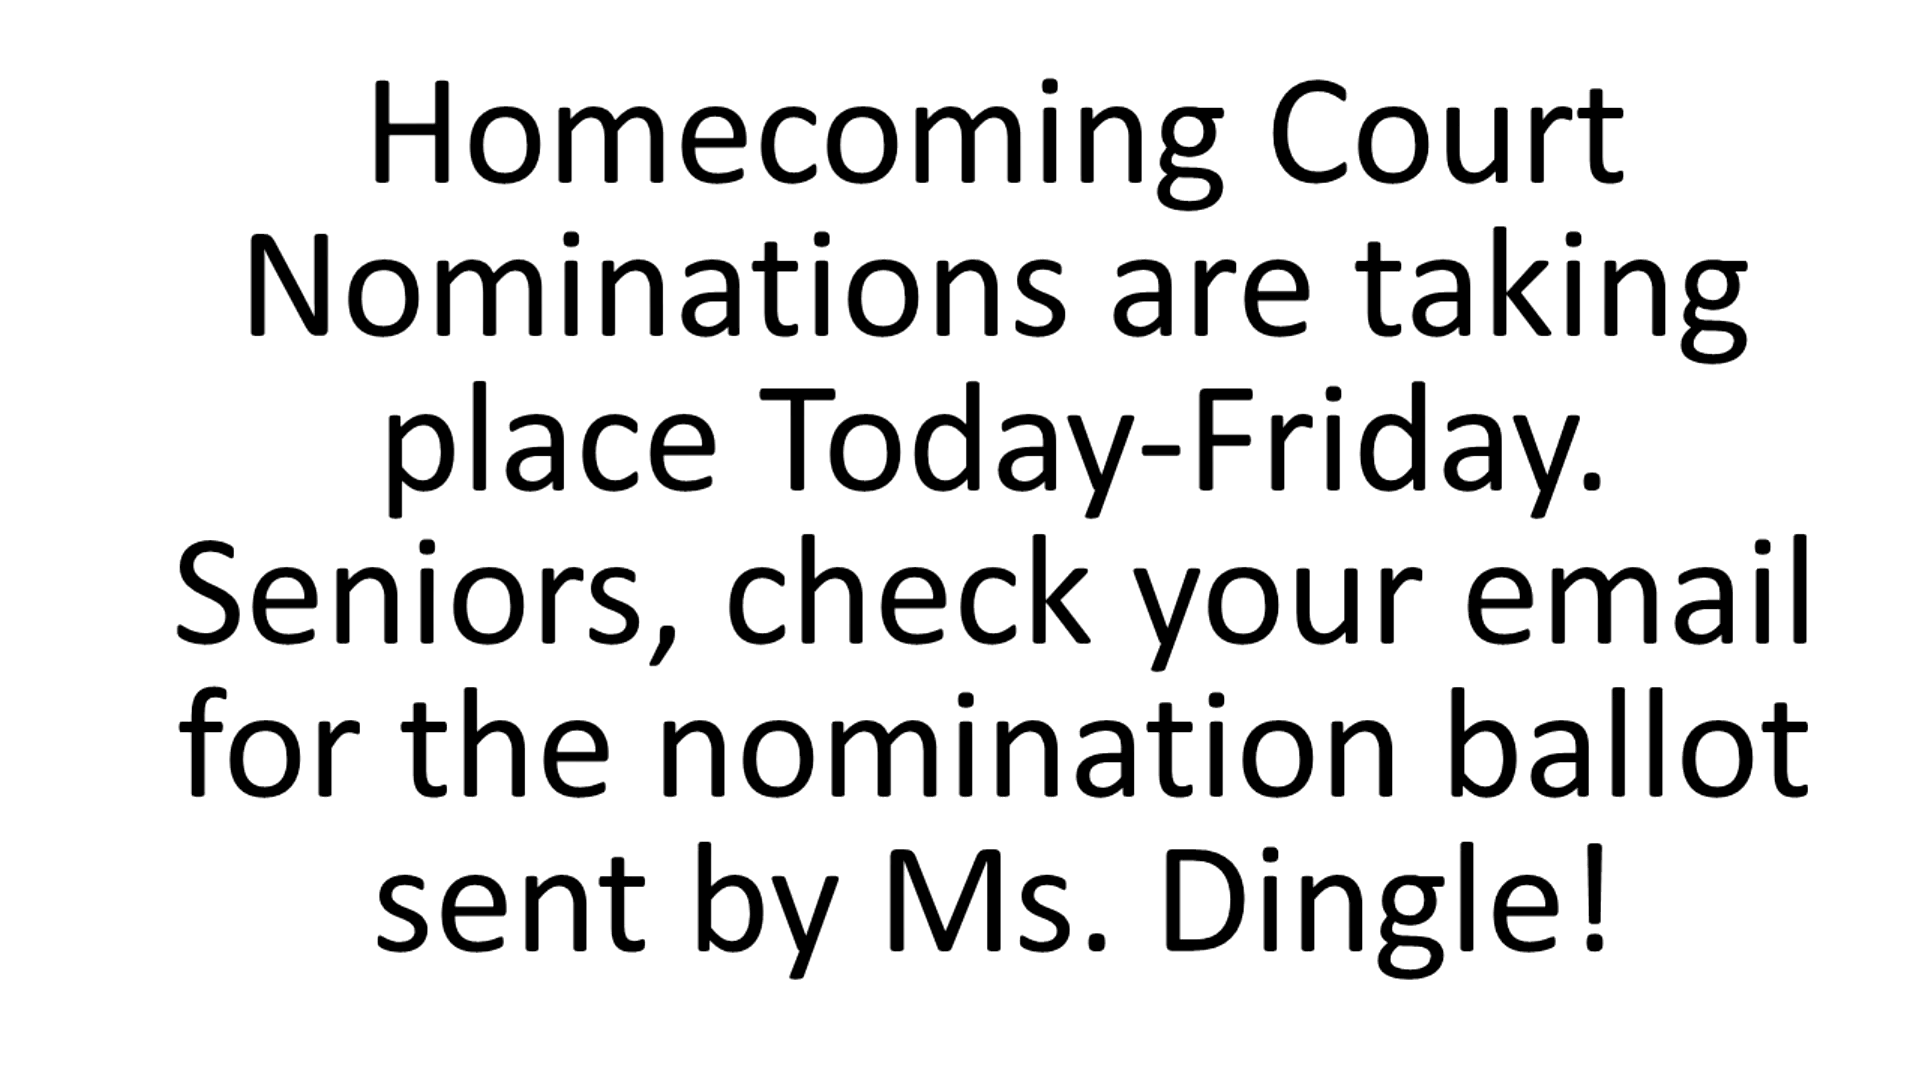 Homecoming Court
Nominations are taking
place Today-Friday.
Seniors, check your email
for the nomination ballot
sent by Ms. Dingle!